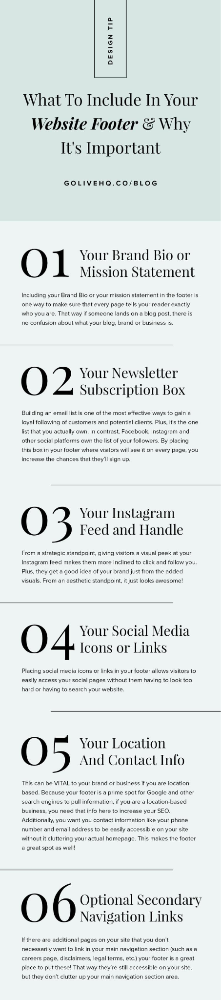 DESIGN TIP
What To Include In Your
Website Footer & Why
It's Important
GOLIVEHQ.CO/BLOG
01 Your Brand Bio or
Mission Statement
Including your Brand Bio or your mission statement in the footer is
one way to make sure that every page tells your reader exactly
who you are. That way if someone lands on a blog post, there is
no confusion about what your blog, brand or business is.
02 Your Newsletter
Subscription Box
Building an email list is one of the most effective ways to gain a
loyal following of customers and potential clients. Plus, it's the one
list that you actually own. In contrast, Facebook, Instagram and
other social platforms own the list of your followers. By placing
this box in your footer where visitors will see it on every page, you
increase the chances that they'll sign up.
03 Your Instagram
Feed and Handle
From a strategic standpoint, giving visitors a visual peek at your
Instagram feed makes them more inclined to click and follow you.
Plus, they get a good idea of your brand just from the added
visuals. From an aesthetic standpoint, it just looks awesome!
04 Your Social Media
Icons or Links
Placing social media icons or links in your footer allows visitors to
easily access your social pages without them having to look too
hard or having to search your website.
05 Your Location
And Contact Info
This can be VITAL to your brand or business if you are location
based. Because your footer is a prime spot for Google and other
search engines to pull information, if you are a location-based
business, you need that info here to increase your SEO.
Additionally, you want you contact information like your phone
number and email address to be easily accessible on your site
without it cluttering your actual homepage. This makes the footer
a great spot as well!
06 Optional Secondary
Navigation Links
If there are additional pages on your site that you don't
necessarily want to link in your main navigation section (such as a
careers page, disclaimers, legal terms, etc.) your footer is a great
place to put these! That way they're still accessible on your site,
but they don't clutter up your main navigation section area.